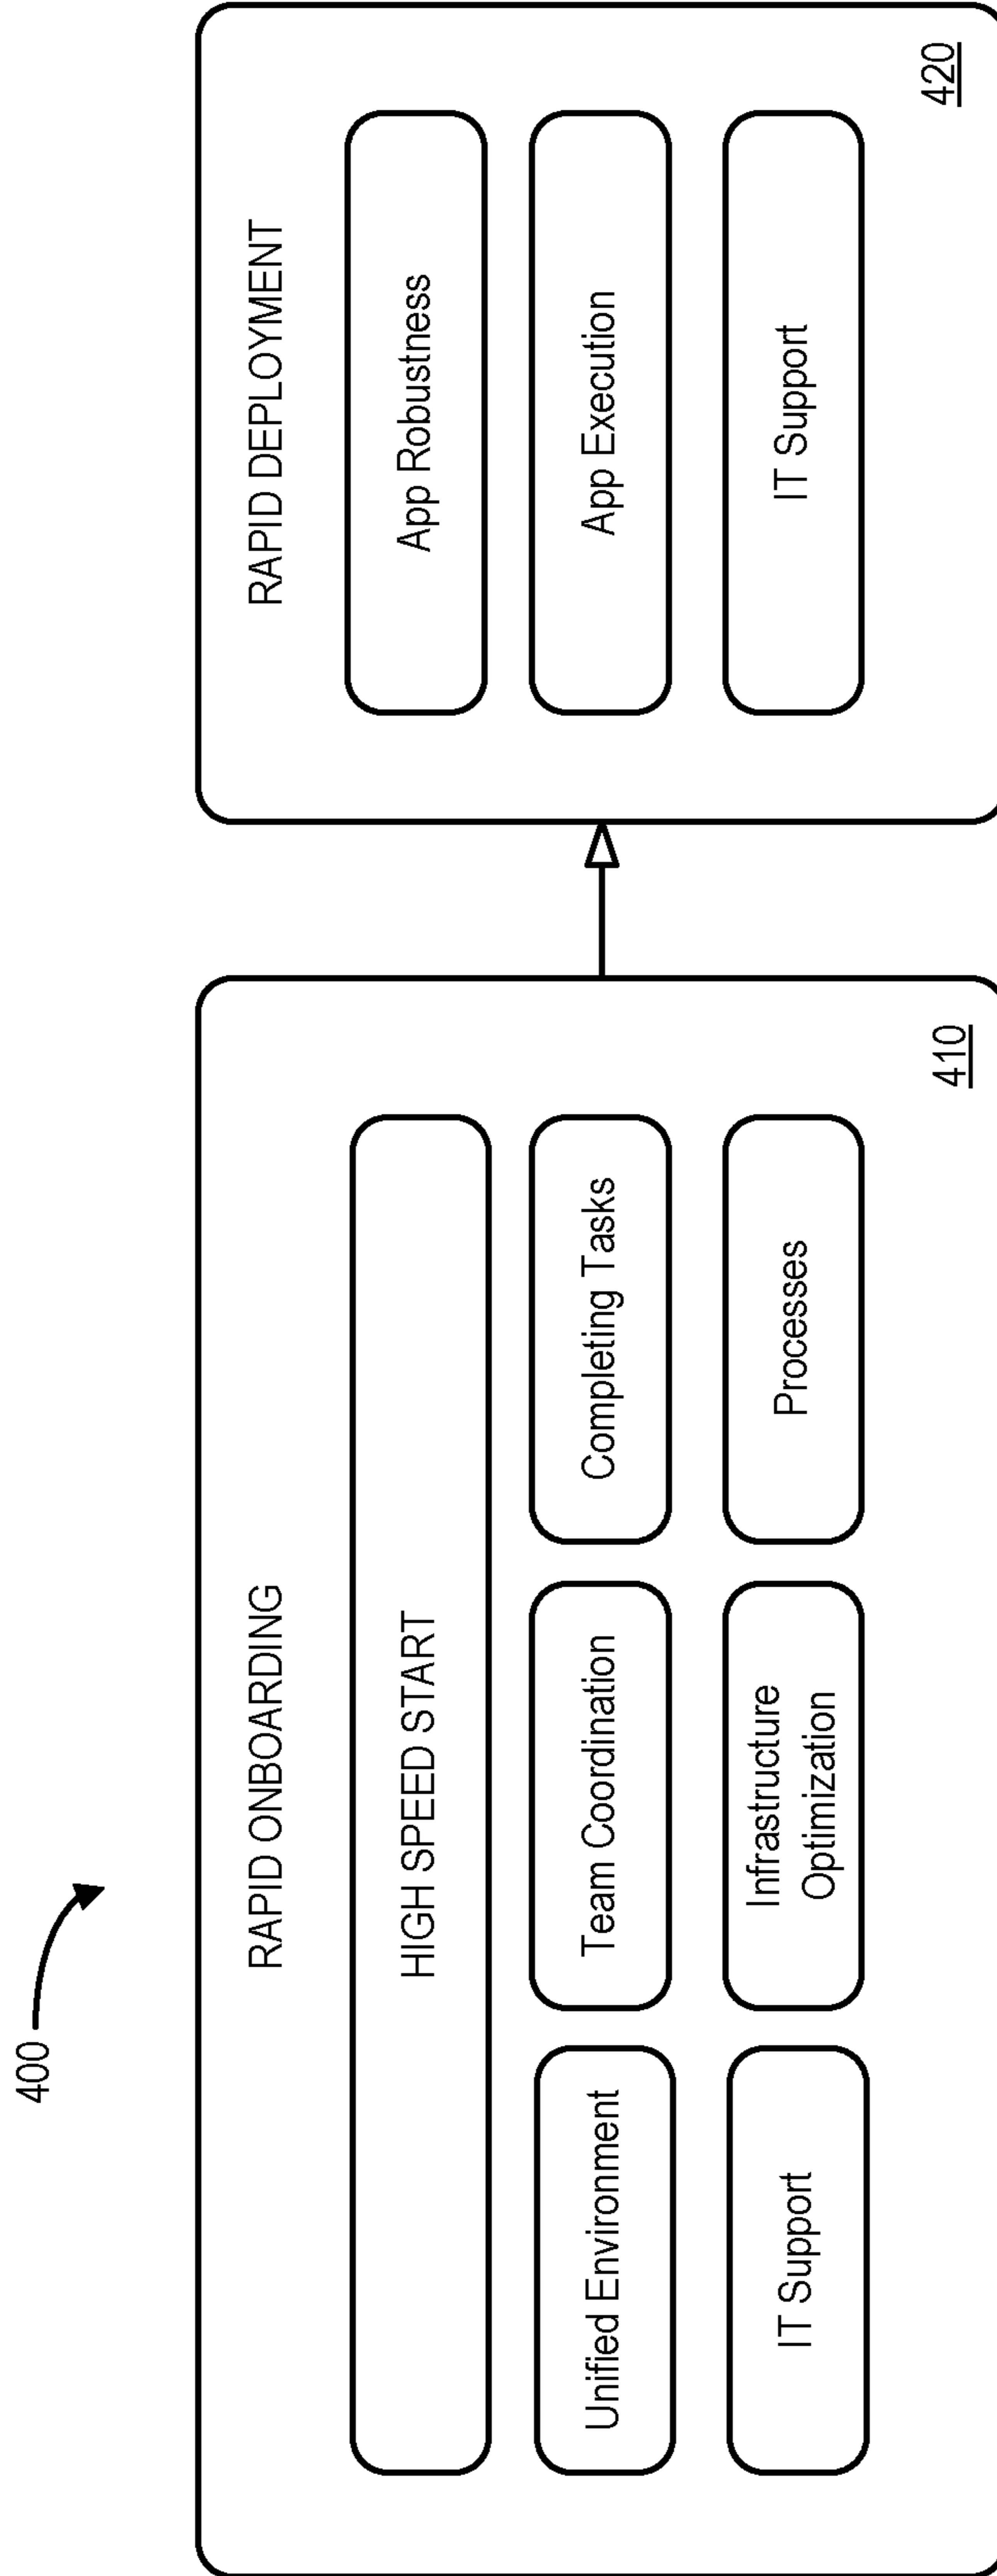 400
RAPID ONBOARDING
HIGH SPEED START
Unified Environment
Team Coordination
Completing Tasks
IT Support
Infrastructure
Optimization
Processes
410
RAPID DEPLOYMENT
App Robustness
App Execution
IT Support
420